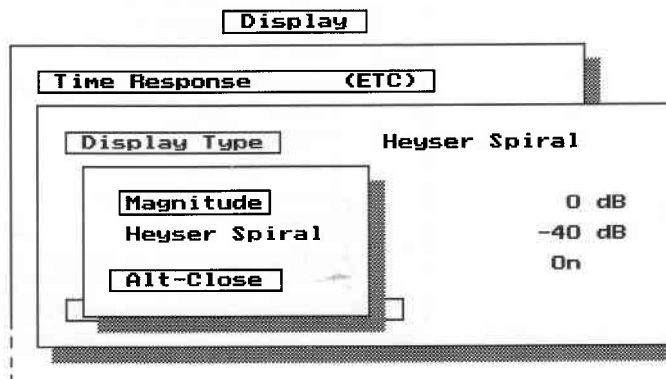 Display
Time Response (ETC)
Display Type Heyser Spiral
Magnitude 0 dB
Heyser Spiral -40 dB
On
Alt-Close